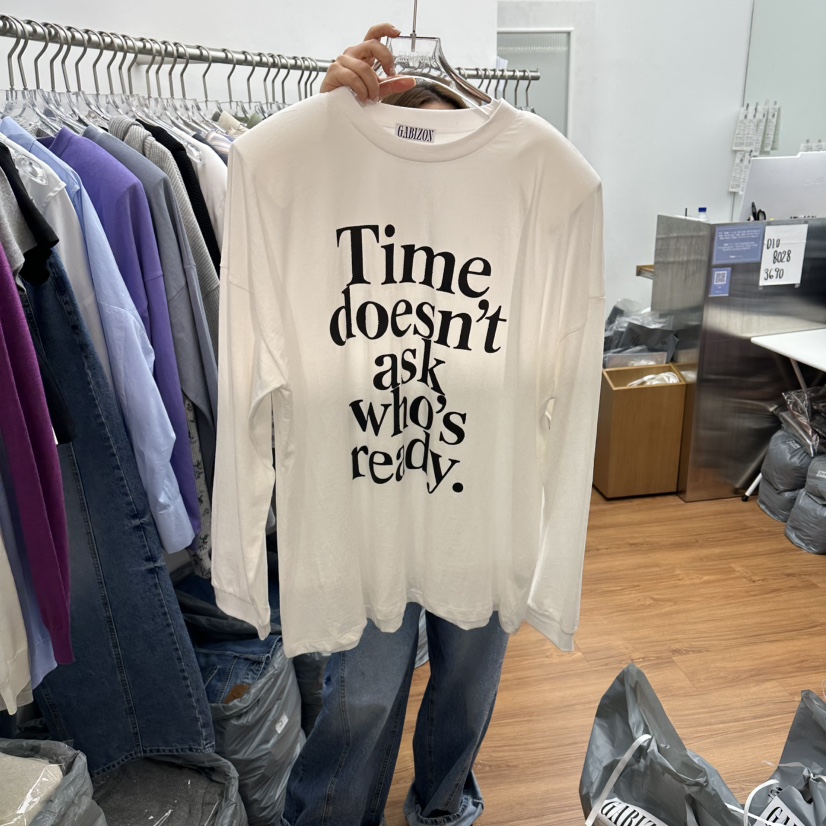 GABIZON
Time
doesn't
ask
who's
ready.
D10
B028
3690
GABIZON